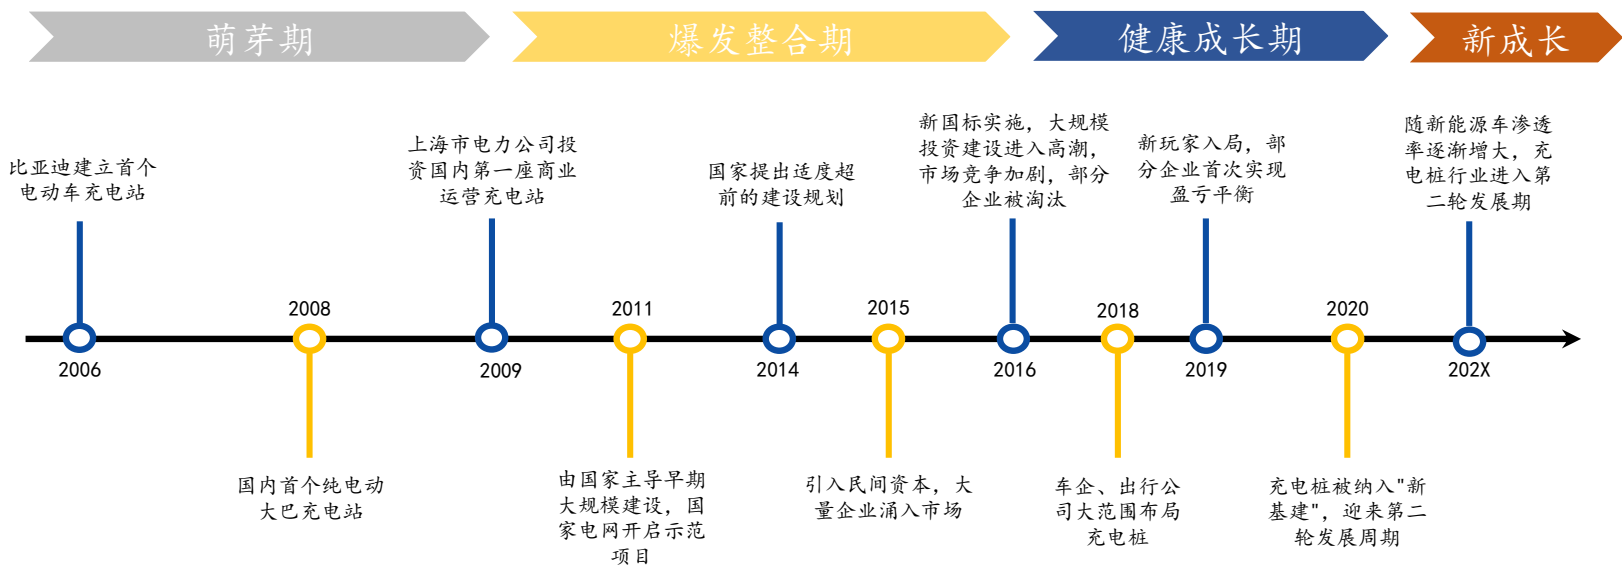 萌芽期
爆发整合期
健康成长期
新成长
比亚迪建立首个
电动车充电站
上海市电力公司投
资国内第一座商业
运营充电站
国家提出适度超
前的建设规划
新国标实施，大规模
投资建设进入高潮，
市场竞争加剧，部分
企业被淘汰
新玩家入局，部
分企业首次实现
盈亏平衡
随新能源车渗透
率逐渐增大，充
电桩行业进入第
二轮发展期
2008
2011
2015
2018
2020
2006
2009
2014
2016
2019
202X
国内首个纯电动
大巴充电站
由国家主导早期
大规模建设，国
家电网开启示范
项目
引入民间资本，大
量企业涌入市场
车企、出行公
司大范围布局
充电桩
充电桩被纳入"新
基建"，迎来第二
轮发展周期